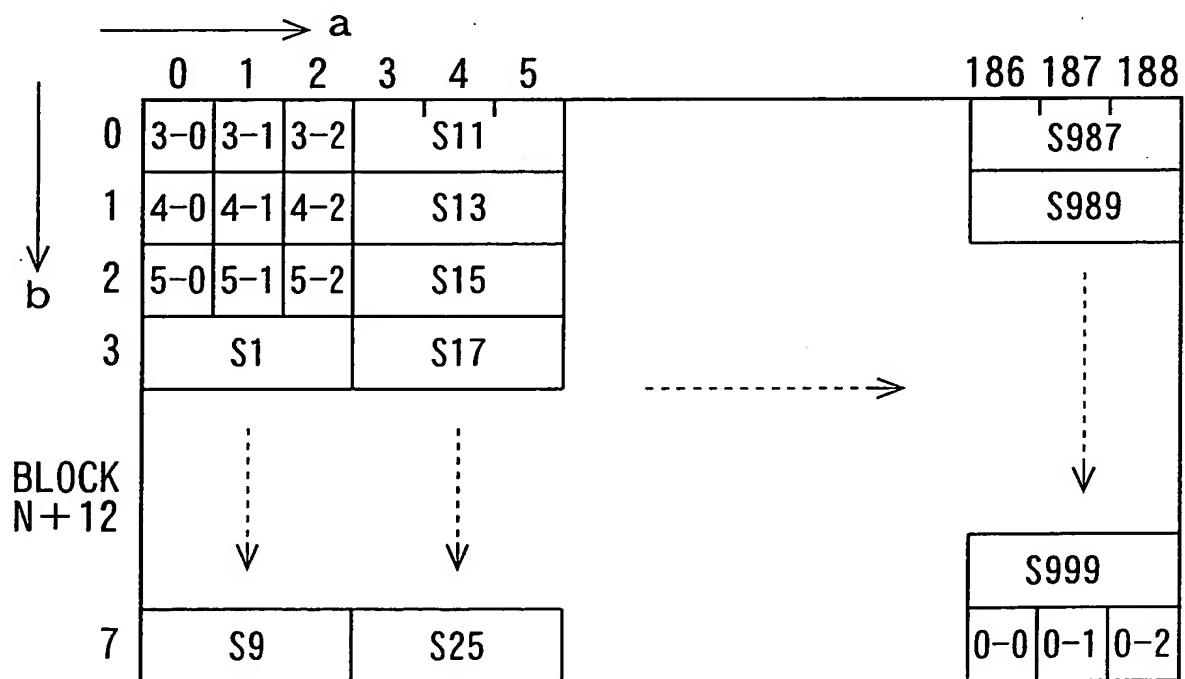 a
0 1 2 3 4 5 186 187 188
0 3-0 3-1 3-2 S11 S987
1 4-0 4-1 4-2 S13 S989
b
2 5-0 5-1 5-2 S15
3 S1 S17
BLOCK
N+12
S999
7 S9 S25 0-0 0-1 0-2